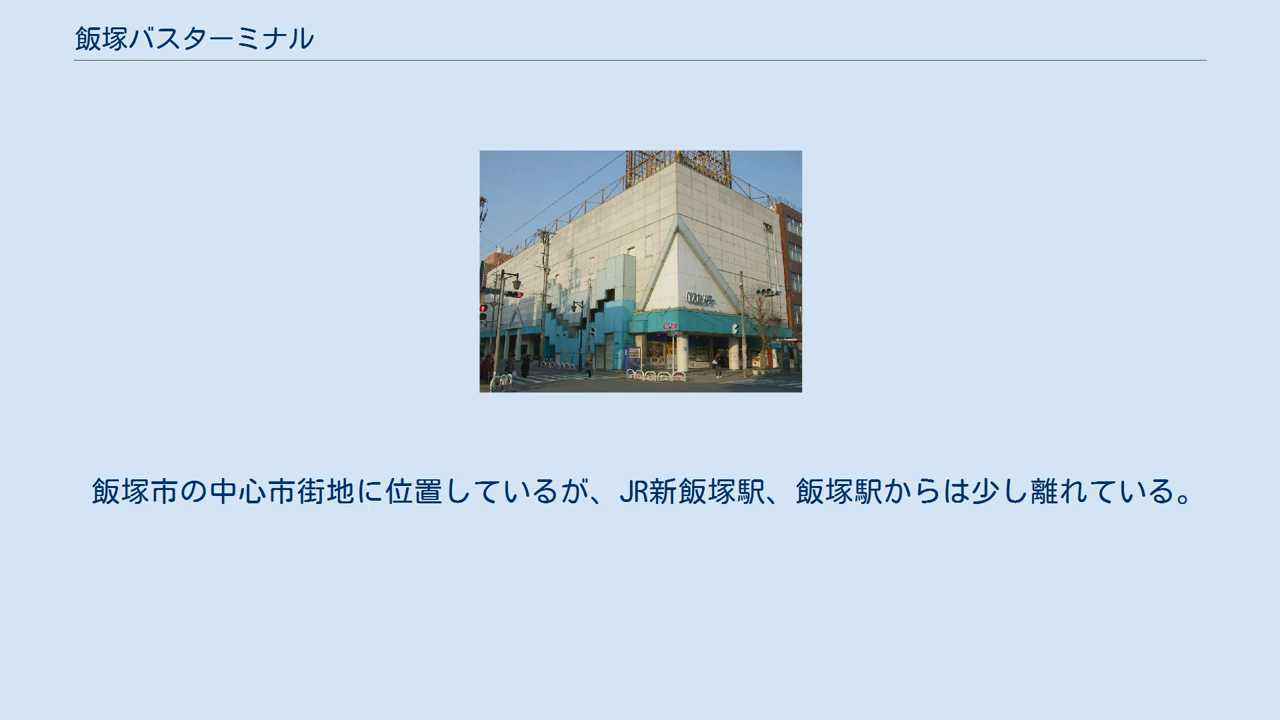 飯塚バスターミナル
飯塚市の中心市街地に位置しているが、JR新飯塚駅、飯塚駅からは少し離れている。